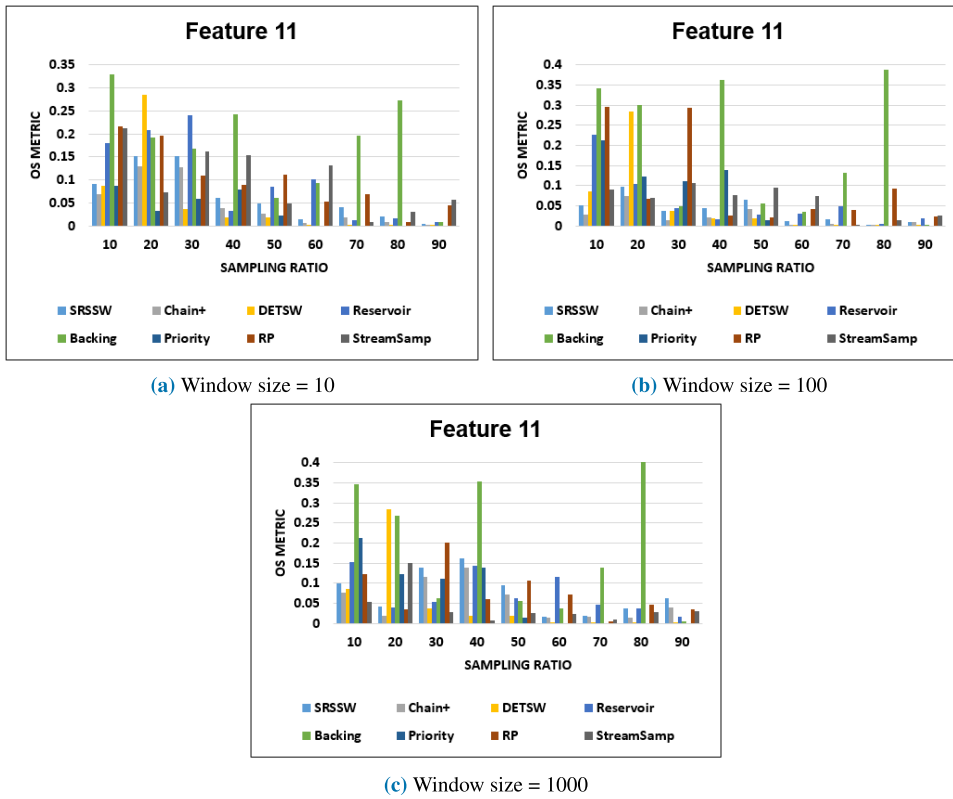 Feature 11
0.35
0.3
0.25
0.2
0.15
0.1
0.05
0
OS METRIC
10 20 30 40 50 60 70 80 90
SAMPLING RATIO
SRSSW Chain+ DETSW Reservoir
Backing Priority RP StreamSamp
(a) Window size = 10
Feature 11
0.4
0.35
0.3
0.25
0.2
0.15
0.1
0.05
0
OS METRIC
10 20 30 40 50 60 70 80 90
SAMPLING RATIO
SRSSW Chain+ DETSW Reservoir
Backing Priority RP StreamSamp
(b) Window size = 100
Feature 11
0.4
0.35
0.3
0.25
0.2
0.15
0.1
0.05
0
OS METRIC
10 20 30 40 50 60 70 80 90
SAMPLING RATIO
SRSSW Chain+ DETSW Reservoir
Backing Priority RP StreamSamp
(c) Window size = 1000